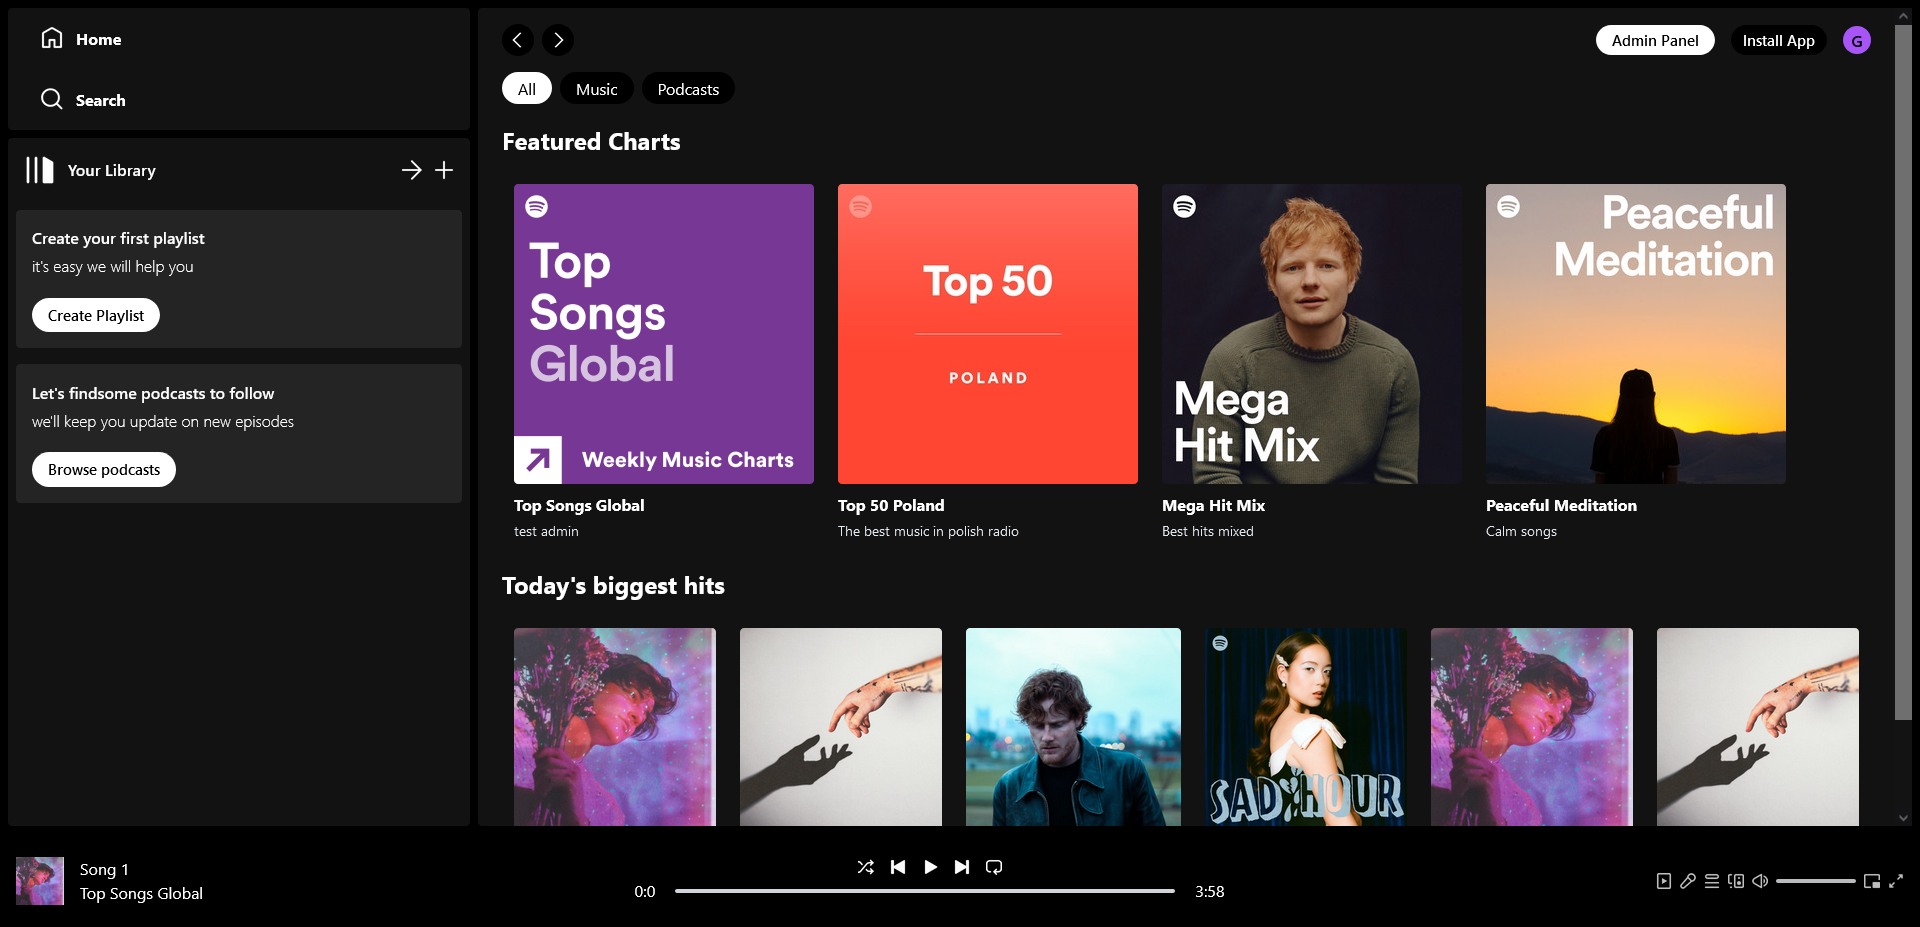 Home
Search
Your Library
Create your first playlist
it's easy we will help you
Create Playlist
Let's findsome podcasts to follow
we'll keep you update on new episodes
Browse podcasts
Admin Panel
Install App
G
All
Music
Podcasts
Featured Charts
Top
Songs
Global
Weekly Music Charts
Top Songs Global
test admin
Top 50
POLAND
Top 50 Poland
The best music in polish radio
Mega
Hit Mix
Mega Hit Mix
Best hits mixed
Peaceful
Meditation
Peaceful Meditation
Calm songs
Today's biggest hits
SAD HOUR
Song 1
Top Songs Global
0:0
3:58